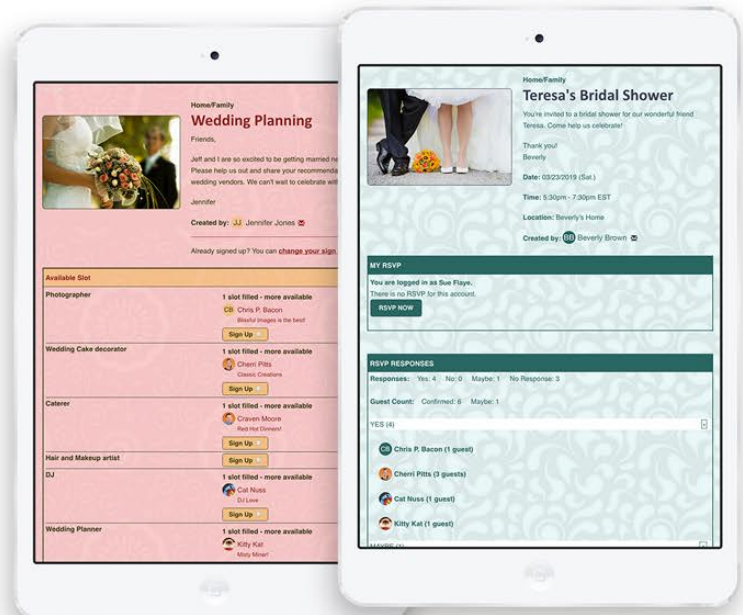 Home/Family
Wedding Planning
Friends,
Jeff and I are so excited to be getting married
Please help us out and share your
wedding vendors. We can't wait to celebrate
Jennifer
Created by: JJ Jennifer Jones
Already signed up? You can change your sign
Available Slot
Photographer
1 slot filled - more available
CB Chris P. Bacon
Blissful Images is the best!
Sign Up
Wedding Cake decorator
1 slot filled - more available
Cherri Pitts
Classic Creations
Sign Up
Caterer
1 slot filled - more available
Craven Moore
Red Hot Dinners!
Sign Up
Hair and Makeup artist
Sign Up
DJ
1 slot filled - more available
Cat Nuss
DJ Love
Sign Up
Wedding Planner
1 slot filled - more available
Kitty Kat
Misty Miner!
Home/Family
Teresa's Bridal Shower
You're invited to a bridal shower for our wonderful friend
Teresa. Come help us celebrate!
Thank you!
Beverly
Date: 03/23/2019 (Sat.)
Time: 5:30pm - 7:30pm EST
Location: Beverly's Home
Created by: BB Beverly Brown
MY RSVP
You are logged in as Sue Flaye.
There is no RSVP for this account.
RSVP NOW
RSVP RESPONSES
Responses: Yes: 4 No: 0 Maybe: 1 No Response: 3
Guest Count: Confirmed: 6 Maybe: 1
YES (4)
CB Chris P. Bacon (1 guest)
Cherri Pitts (3 guests)
Cat Nuss (1 guest)
Kitty Kat (1 guest)
MAYBE (1)